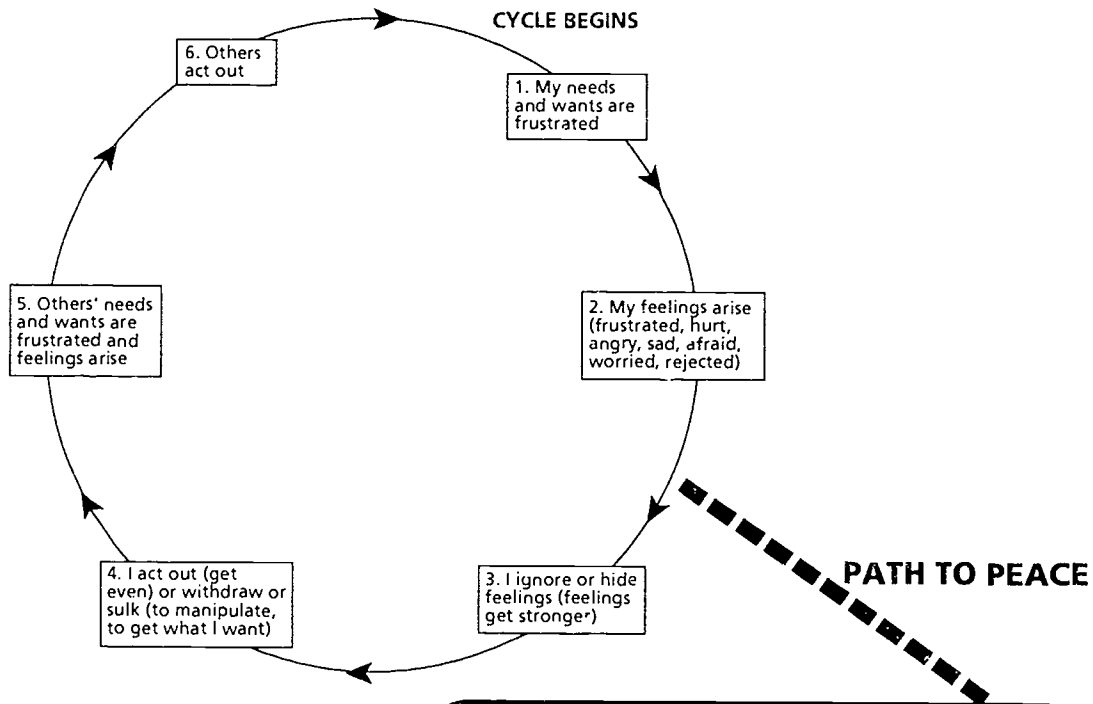 CYCLE BEGINS
1. My needs
and wants are
frustrated
2. My feelings arise
(frustrated, hurt,
angry, sad, afraid,
worried, rejected)
3. I ignore or hide
feelings (feelings
get stronger)
4. I act out (get
even) or withdraw or
sulk (to manipulate,
to get what I want)
5. Others' needs
and wants are
frustrated and
feelings arise
6. Others
act out
PATH TO PEACE